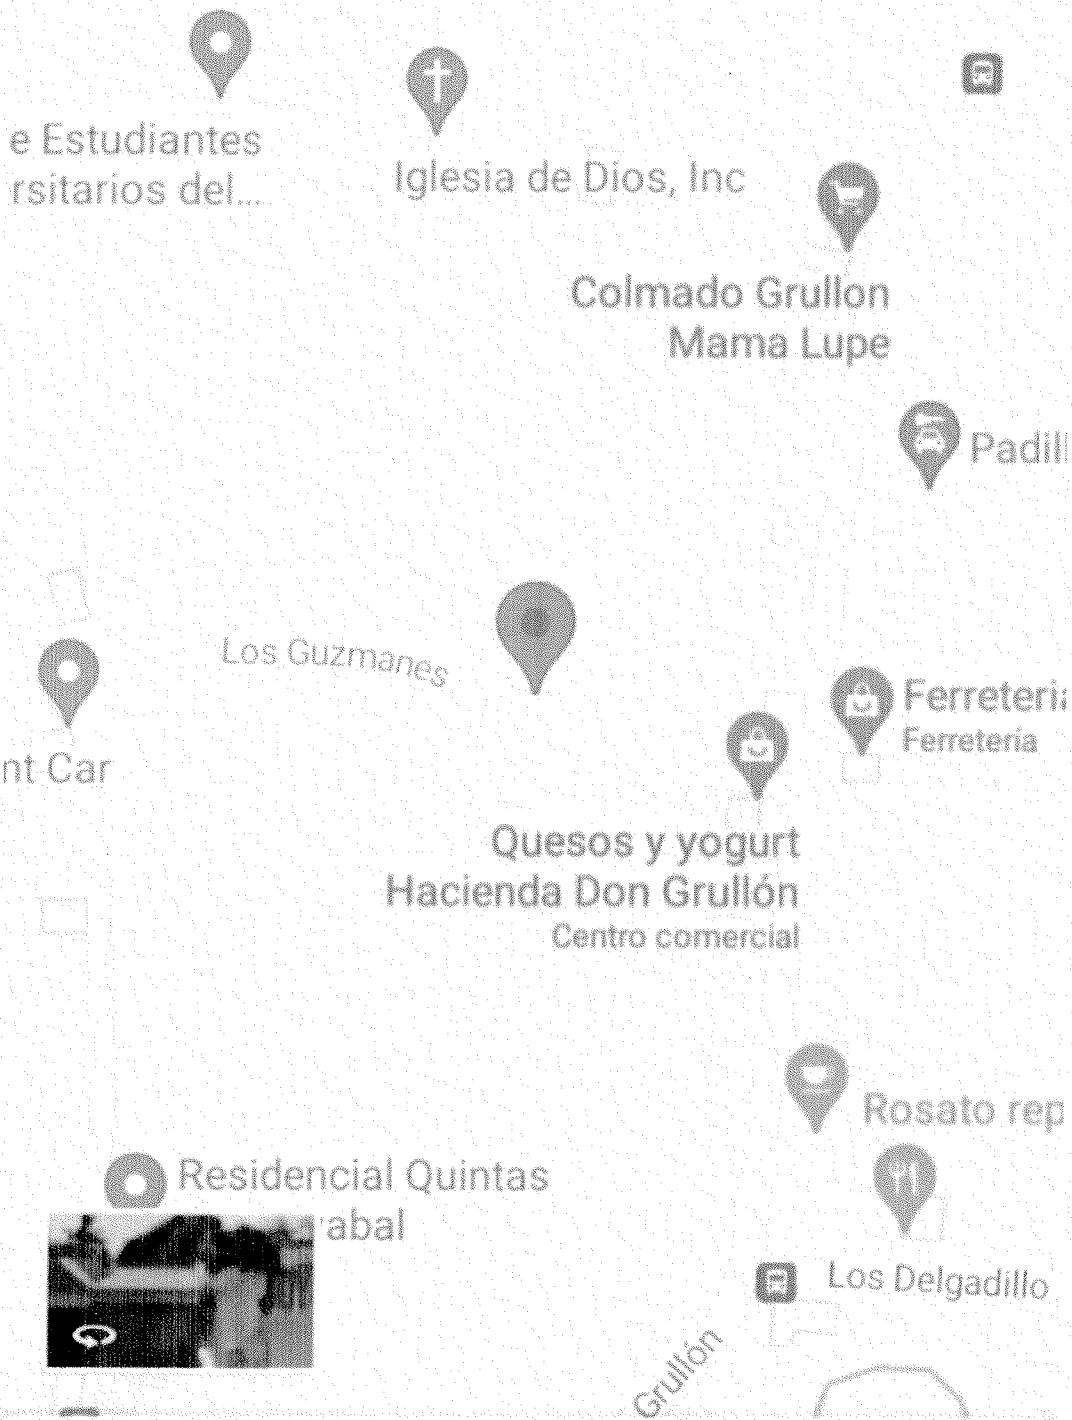 e Estudiantes
rsitarios del...
Iglesia de Dios, Inc
Colmado Grullon
Mama Lupe
Padill
Los Guzmanes
nt Car
Ferreteria
Ferretería
Quesos y yogurt
Hacienda Don Grullón
Centro comercial
Rosato rep
Residencial Quintas
abal
Los Delgadillo
Grullón